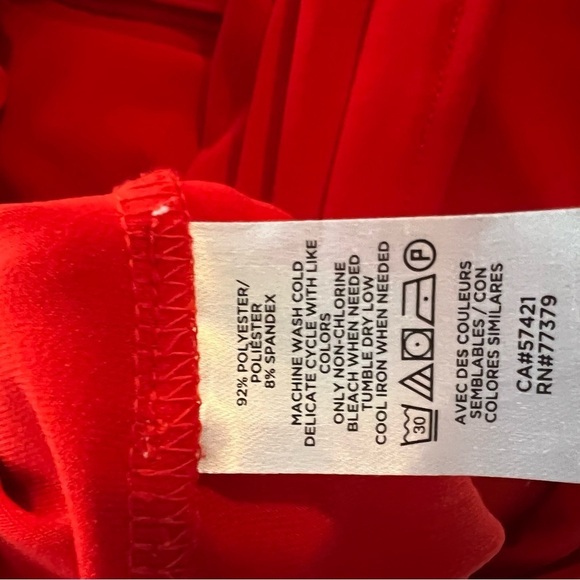 92% POLYESTER/
POLIÉSTER
8% SPANDEX
MACHINE WASH COLD
DELICATE CYCLE WITH LIKE
COLORS
ONLY NON-CHLORINE
BLEACH WHEN NEEDED
TUMBLE DRY LOW
COOL IRON WHEN NEEDED
30
P
AVEC DES COULEURS
SEMBLABLES / CON
COLORES SIMILARES
CA#57421
RN#77379